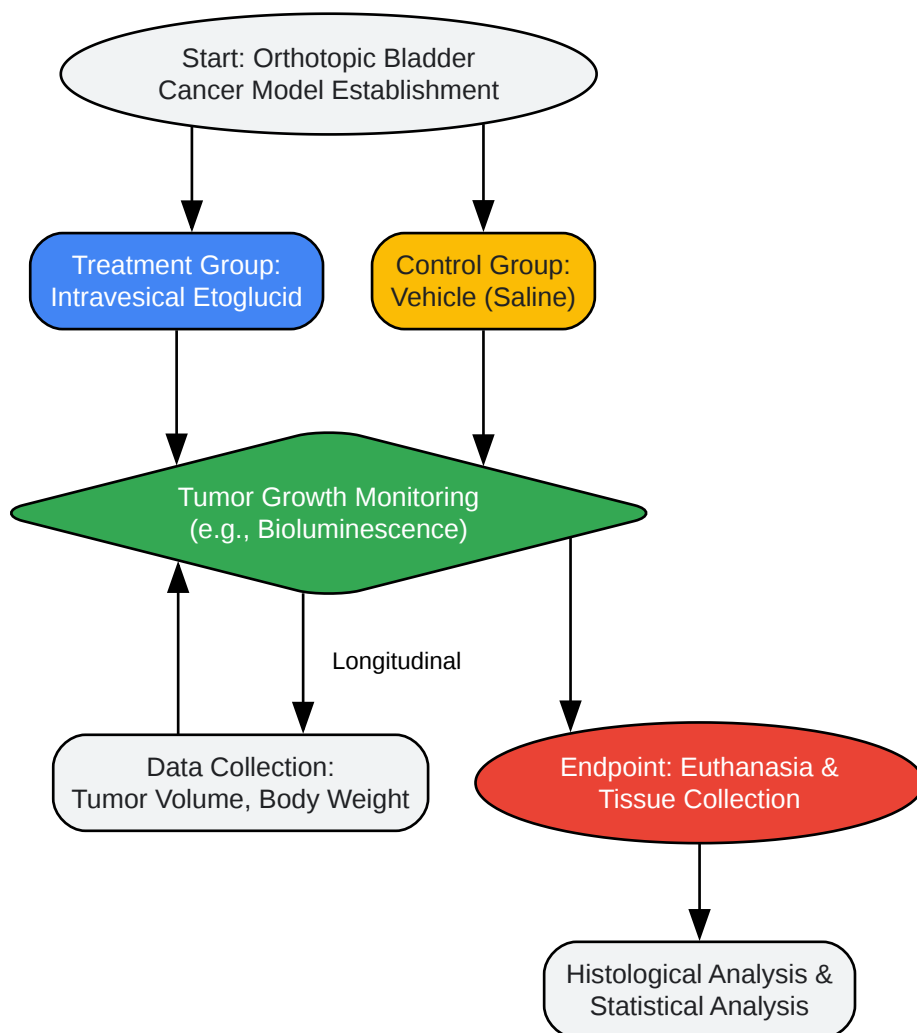 Start: Orthotopic Bladder
Cancer Model Establishment
Treatment Group:
Intravesical Etoglucid
Control Group:
Vehicle (Saline)
Tumor Growth Monitoring
(e.g., Bioluminescence)
Longitudinal
Data Collection:
Tumor Volume, Body Weight
Endpoint: Euthanasia &
Tissue Collection
Histological Analysis &
Statistical Analysis